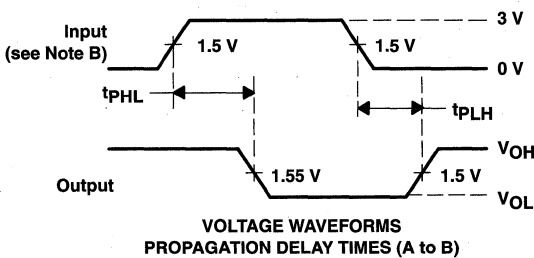 Input
(see Note B)
1.5 V
1.5 V
3 V
0 V
tPHL
tPLH
Output
1.55 V
1.5 V
VOH
VOL
VOLTAGE WAVEFORMS
PROPAGATION DELAY TIMES (A to B)